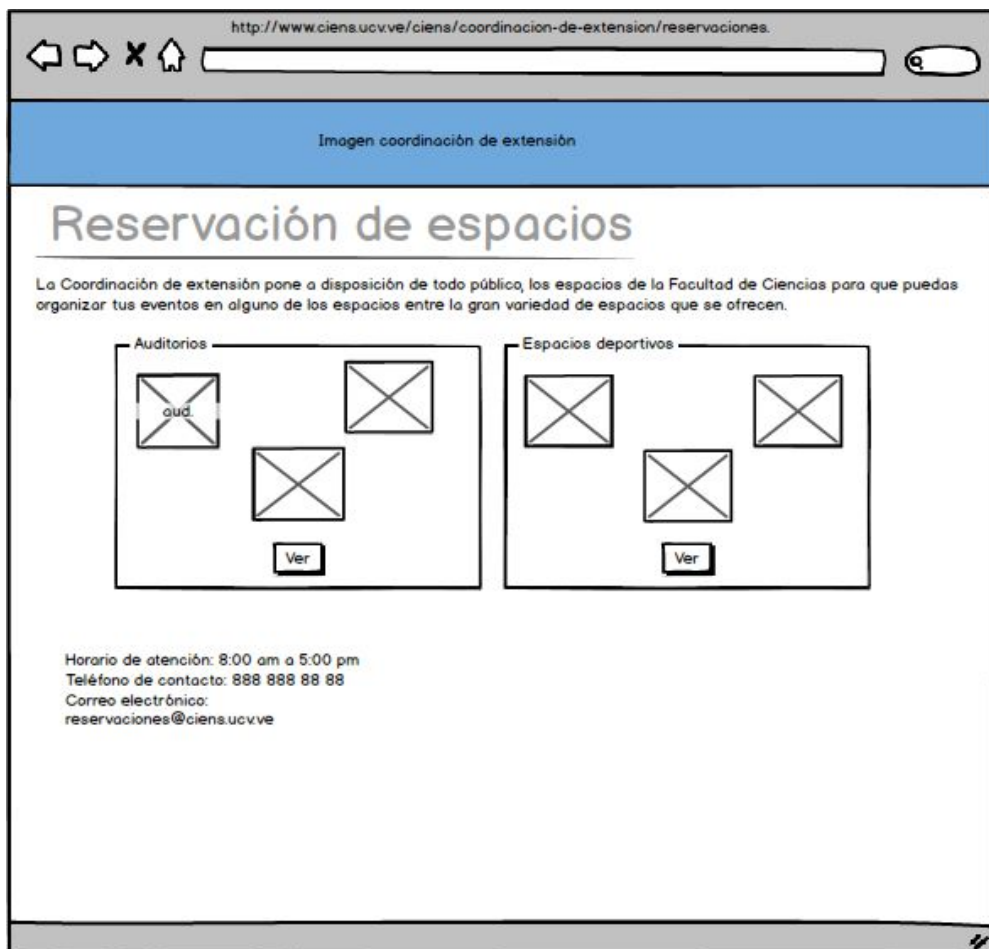 http://www.ciens.ucv.ve/ciens/coordinacion-de-extension/reservaciones.
Imagen coordinación de extensión
Reservación de espacios
La Coordinación de extensión pone a disposición de todo público, los espacios de la Facultad de Ciencias para que puedas
organizar tus eventos en alguno de los espacios entre la gran variedad de espacios que se ofrecen.
Auditorios
aud.
Ver
Espacios deportivos
Ver
Horario de atención: 8:00 am a 5:00 pm
Teléfono de contacto: 888 888 88 88
Correo electrónico:
reservaciones@ciens.ucv.ve